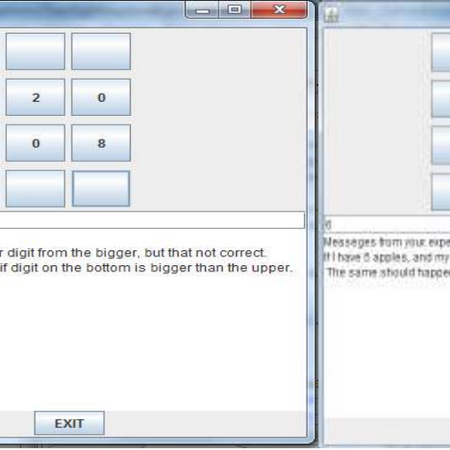 2 0
0 8
r digit from the bigger, but that not correct.
if digit on the bottom is bigger than the upper.
EXIT
6
Messeges from your expe
If I have 5 apples, and my
The same should happe